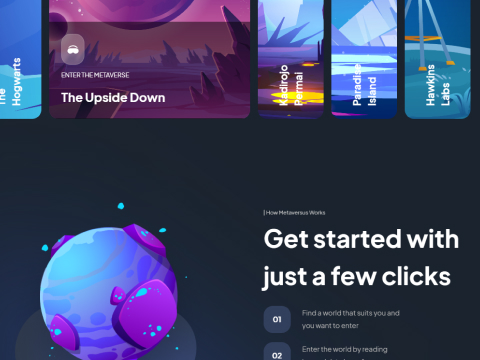 The
Hogwarts
ENTER THE METAVERSE
The Upside Down
Kadirojo
Permai
Paradise
Island
Hawkins
Labs
| How Metaversus Works
Get started with
just a few clicks
01
Find a world that suits you and
you want to enter
02
Enter the world by reading